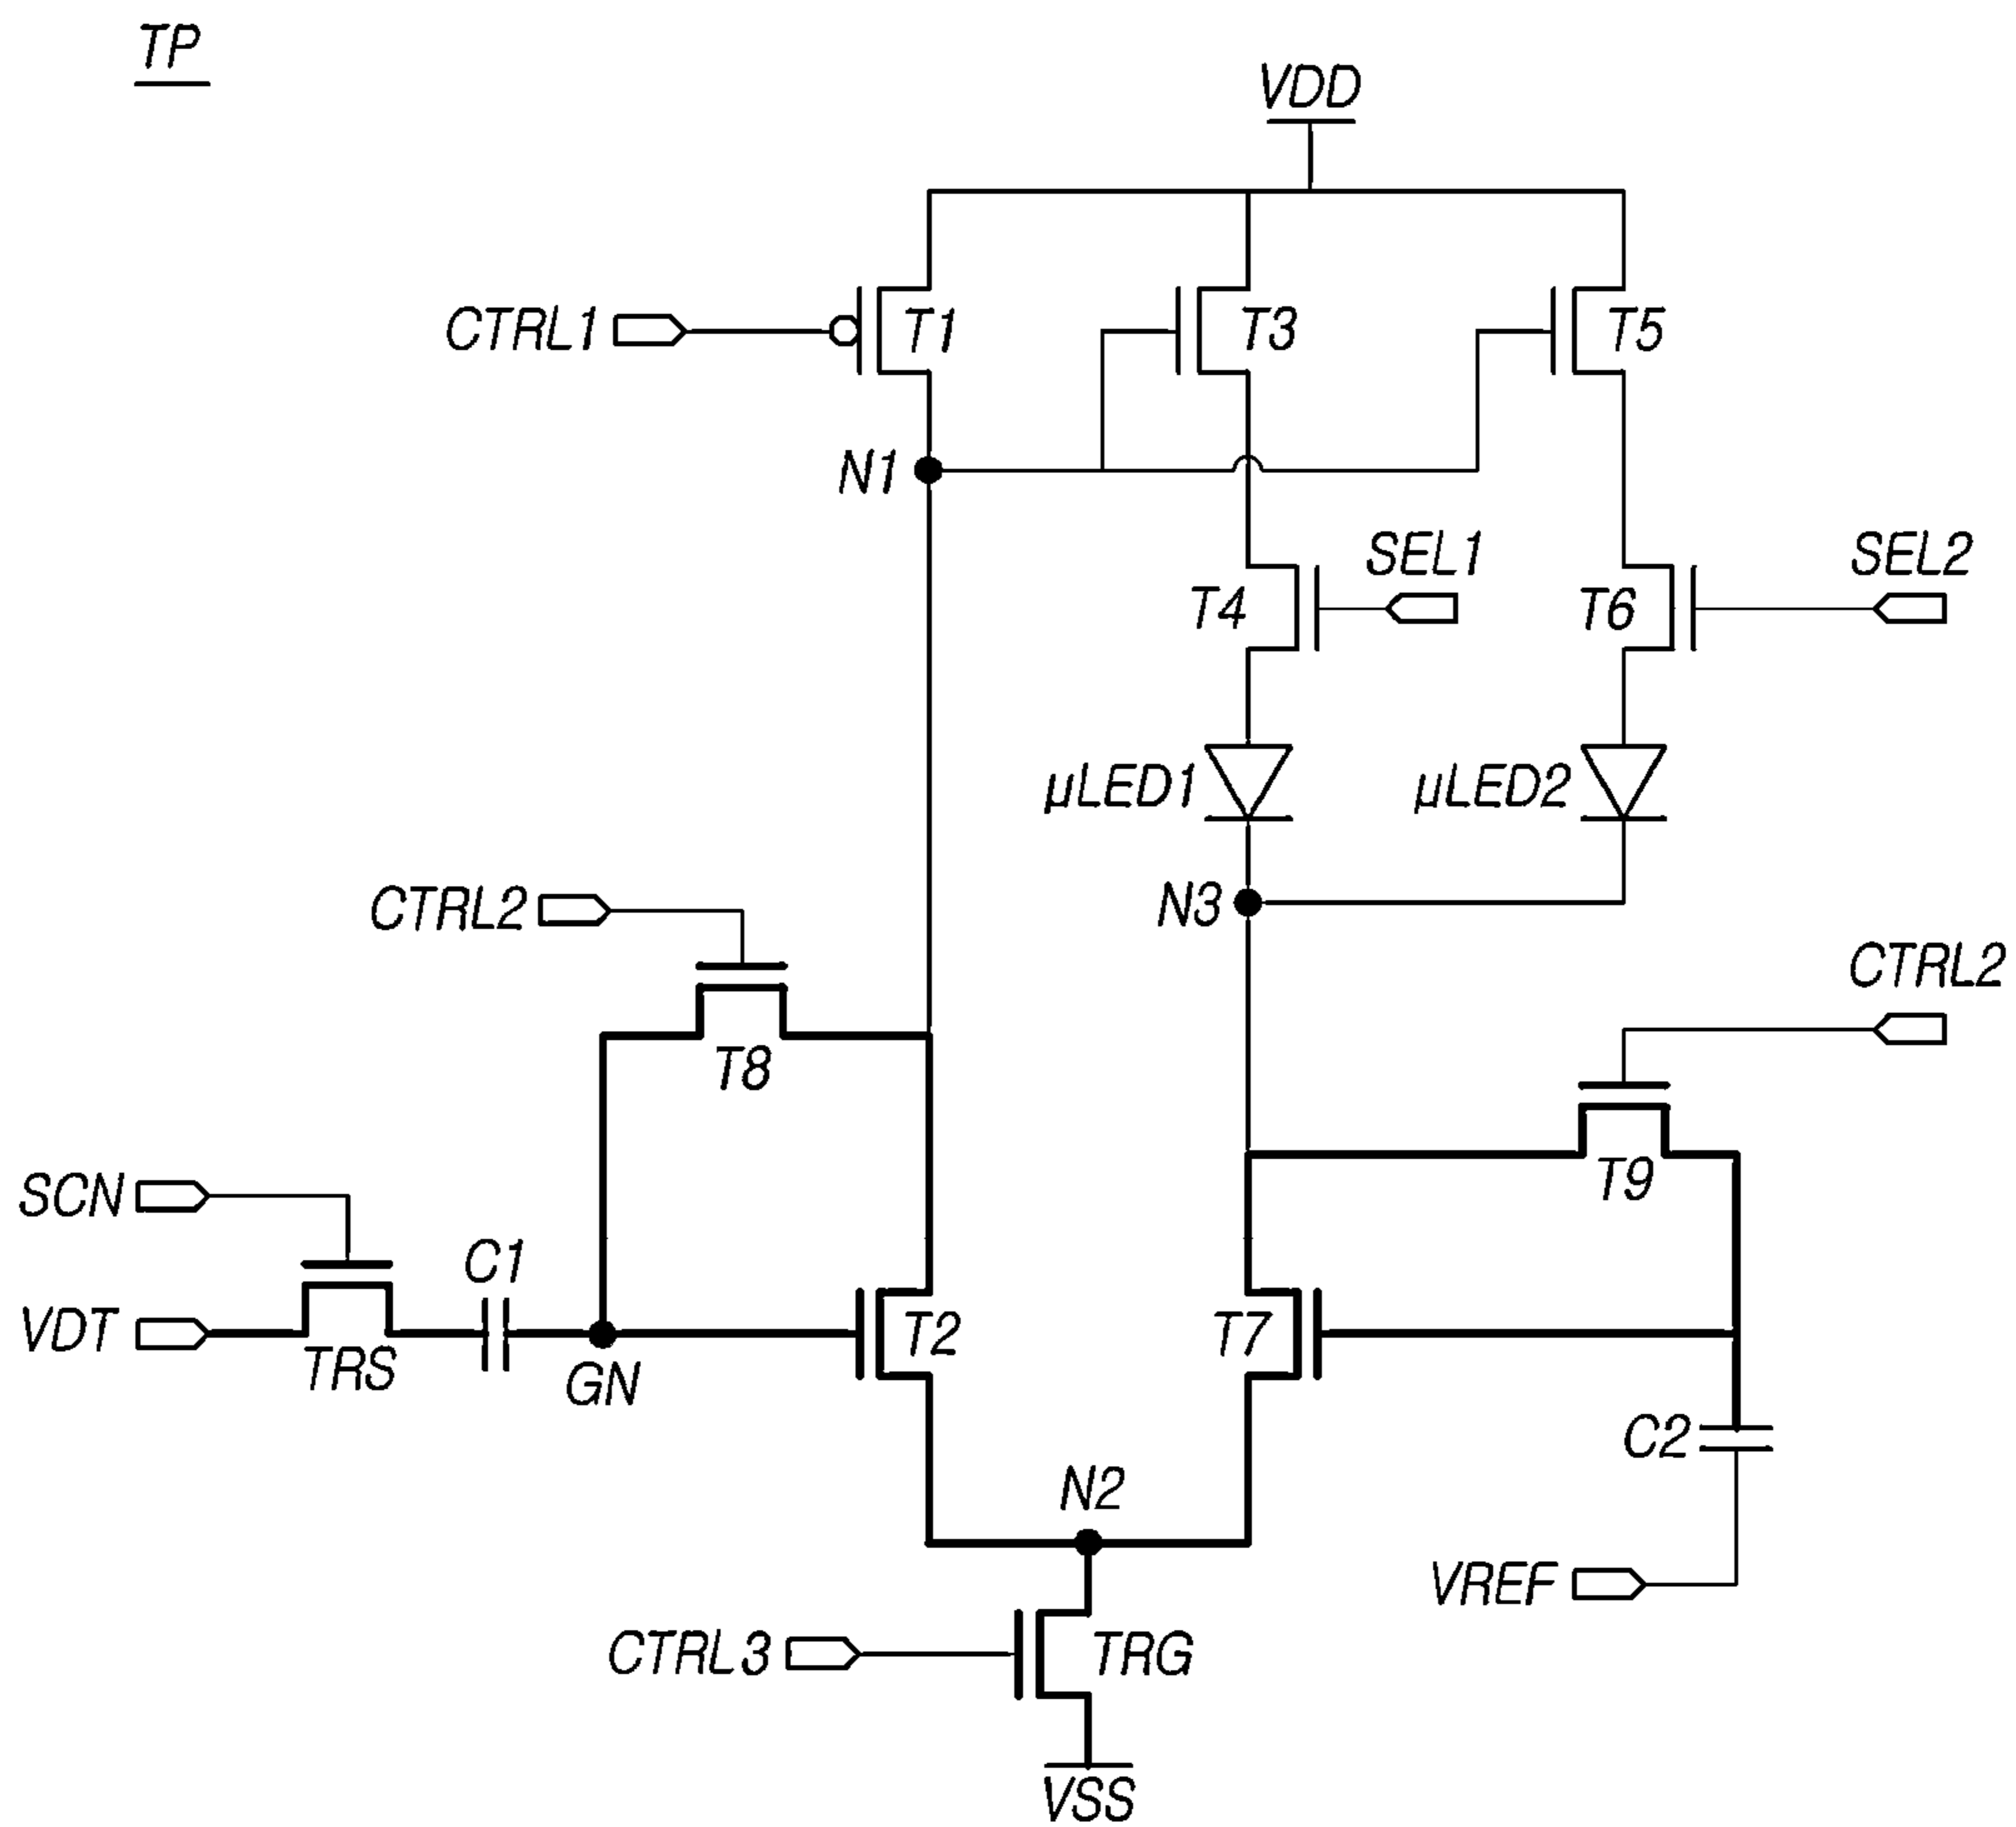 TP
VDD
CTRL1
T1
T3
T5
N1
SEL1
SEL2
T4
T6
µLED1
µLED2
CTRL2
N3
CTRL2
T8
T9
SCN
C1
VDT
TRS
GN
T2
T7
C2
N2
VREF
CTRL3
TRG
VSS